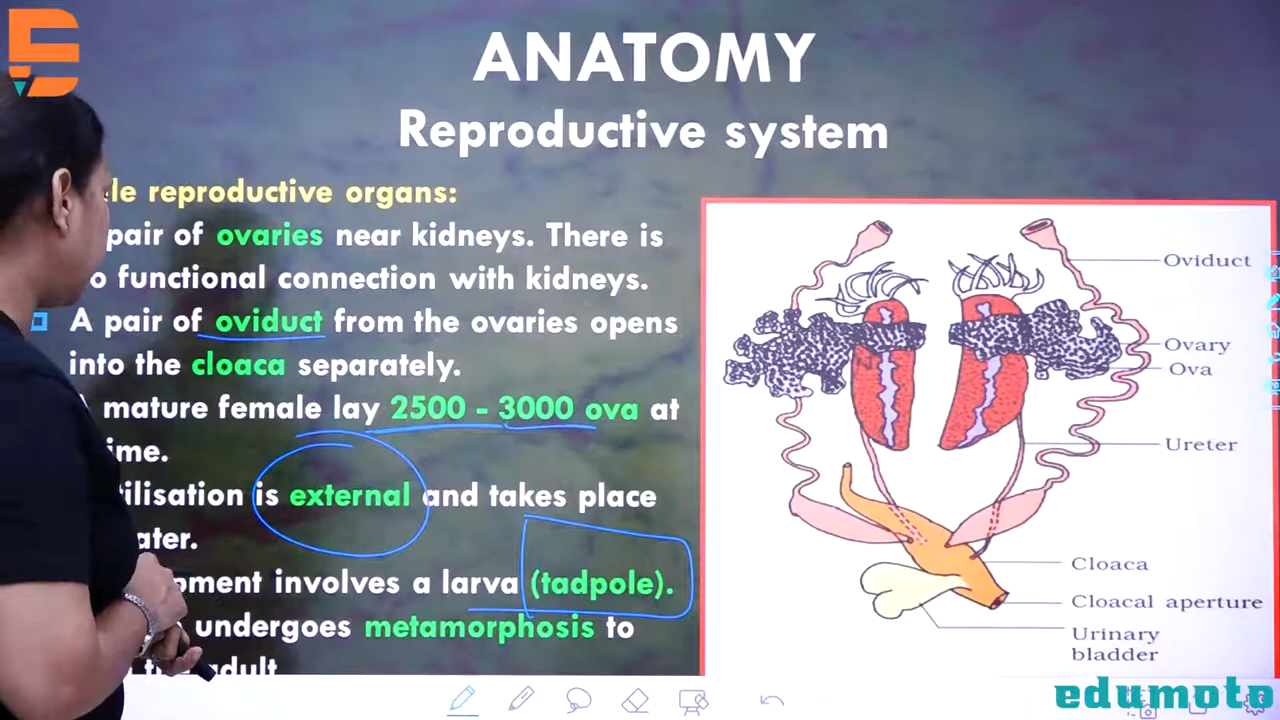 ANATOMY
Reproductive system
le reproductive organs:
pair of ovaries near kidneys. There is
o functional connection with kidneys.
A pair of oviduct from the ovaries opens
into the cloaca separately.
mature female lay 2500 - 3000 ova at
ime.
tilisation is external and takes place
ater.
pment involves a larva (tadpole).
undergoes metamorphosis to
adult
Oviduct
Ovary
Ova
Ureter
Cloaca
Cloacal aperture
Urinary
bladder
edumoto